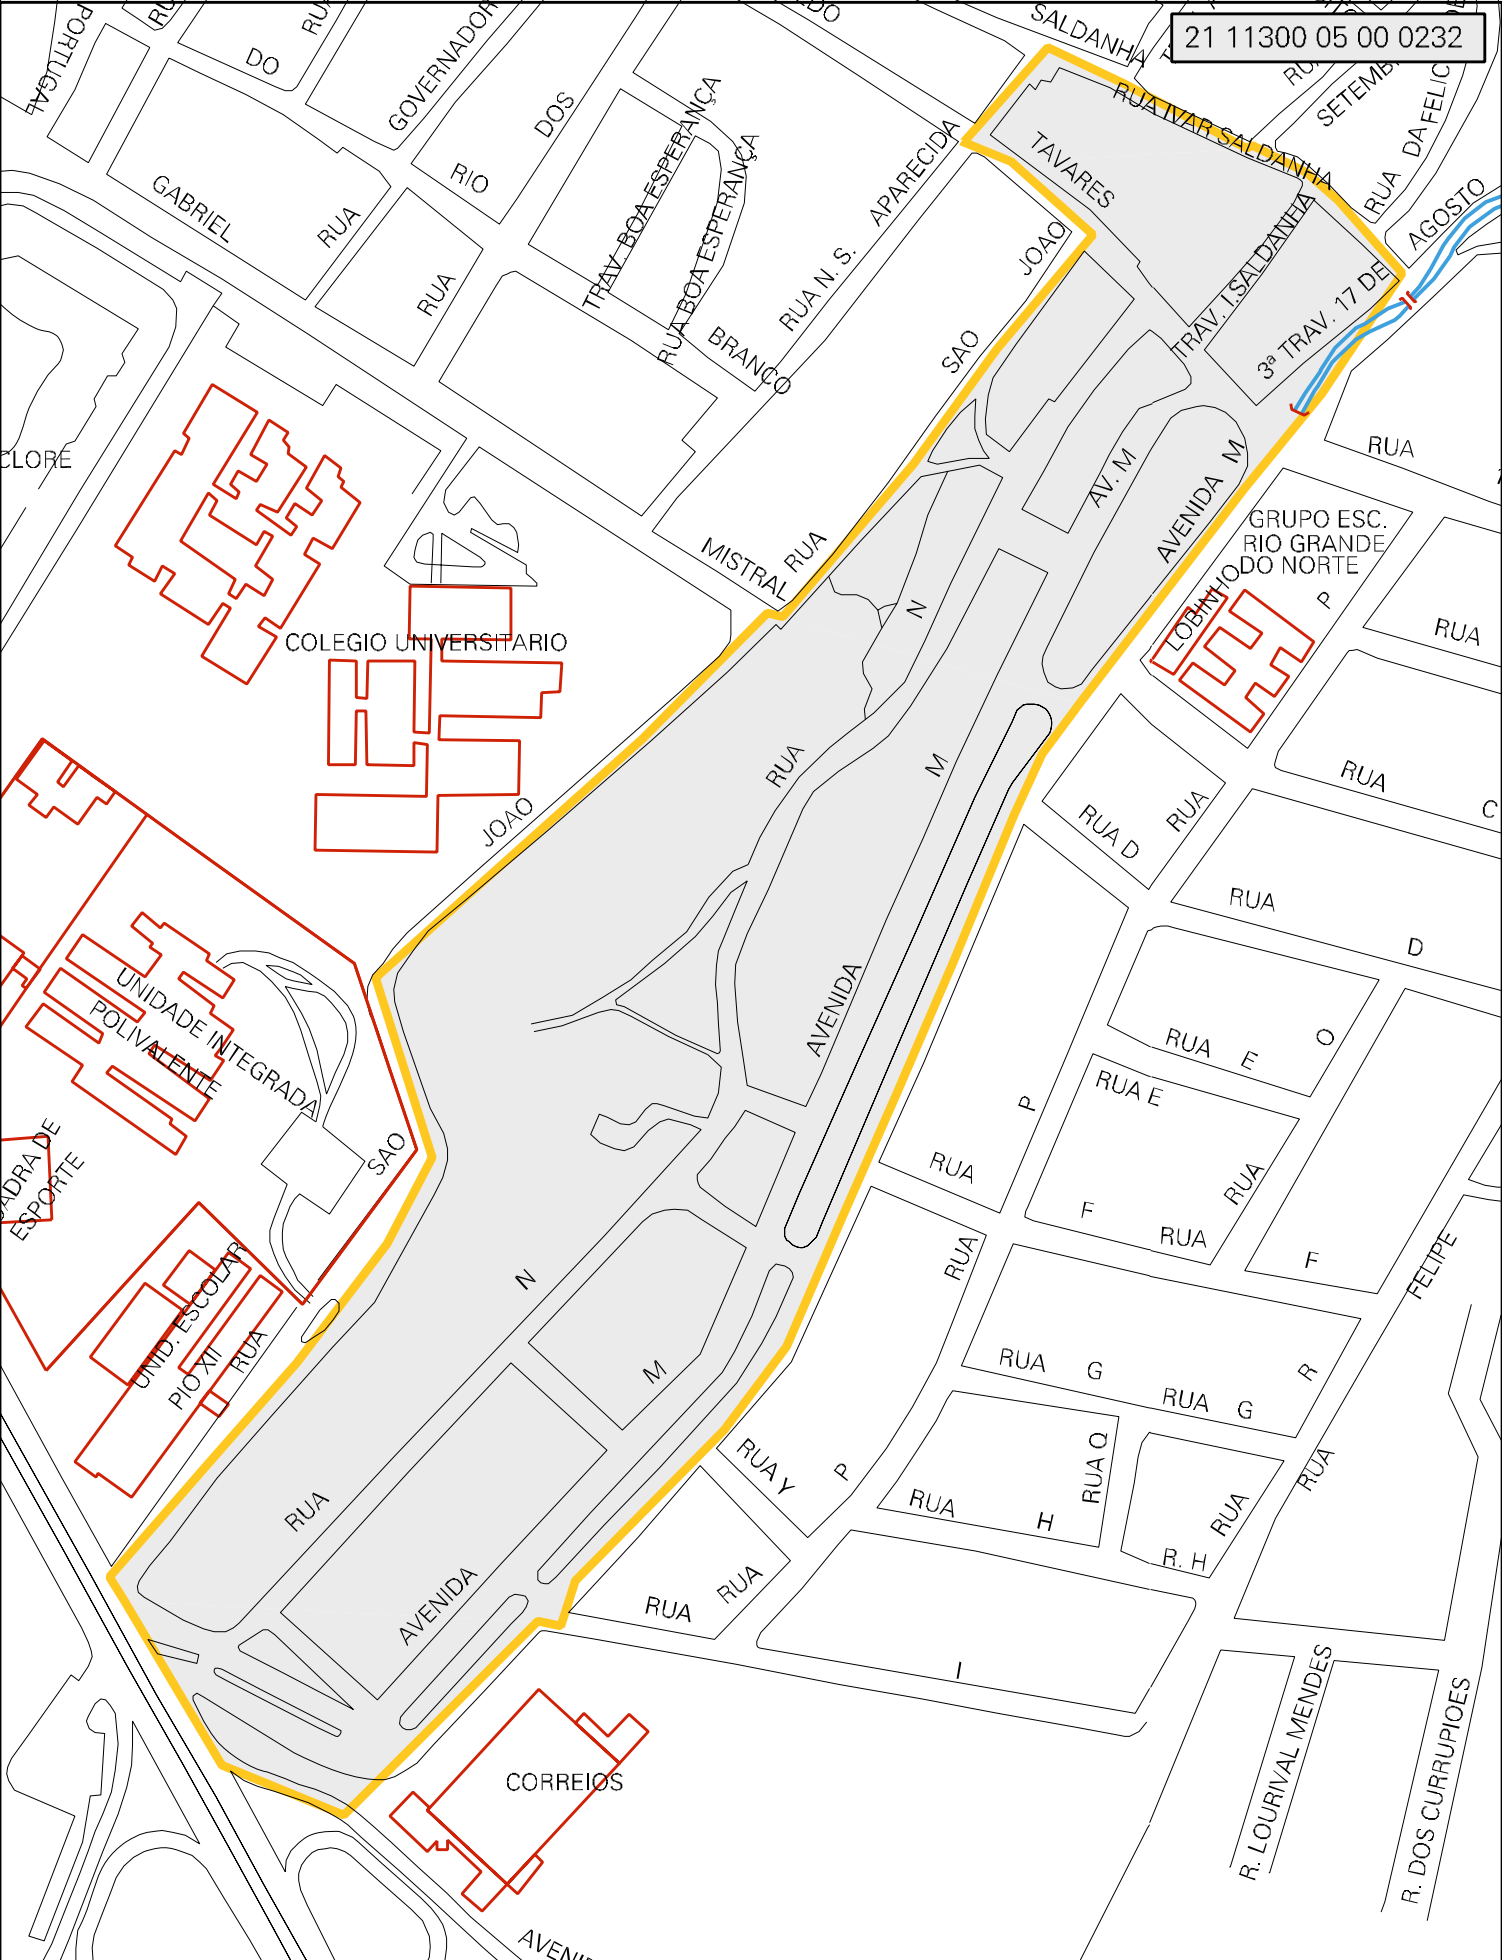 21 11300 05 00 0232
PORTUGAL
DO
GOVERNADOR
SALDANHA
RUA IVAR SALDANHA
DA
RUA
AGOSTO
GABRIEL
RUA
RIO
DOS
RUA
TRAV. BOA ESPERANÇA
RUA BOA ESPERANÇA
BRANCO
RUA N. S.
APARECIDA
TAVARES
JOAO
SAO
TRAV. I.SALDANHA
3ª TRAV. 17 DE
AV. M
AVENIDA M
RUA
GRUPO ESC.
RIO GRANDE
DO NORTE
LOBINHO
P
RUA
MISTRAL
RUA
COLEGIO UNIVERSITARIO
N
RUA
M
JOAO
RUA
C
RUA
RUA D
RUA
D
AVENIDA
UNIDADE INTEGRADA
POLIVALENTE
RUA E
O
RUA E
P
SAO
ESPORTE
RUA
F
RUA
RUA
F
FELIPE
RUA
UNID. ESCOLAR
PIO XII
RUA
N
M
RUA G
RUA G
R
RUA Y
P
RUA Q
RUA
H
RUA
RUA
R. H
RUA
AVENIDA
RUA
RUA
I
CORREIOS
R. LOURIVAL MENDES
R. DOS CURRUPIOES